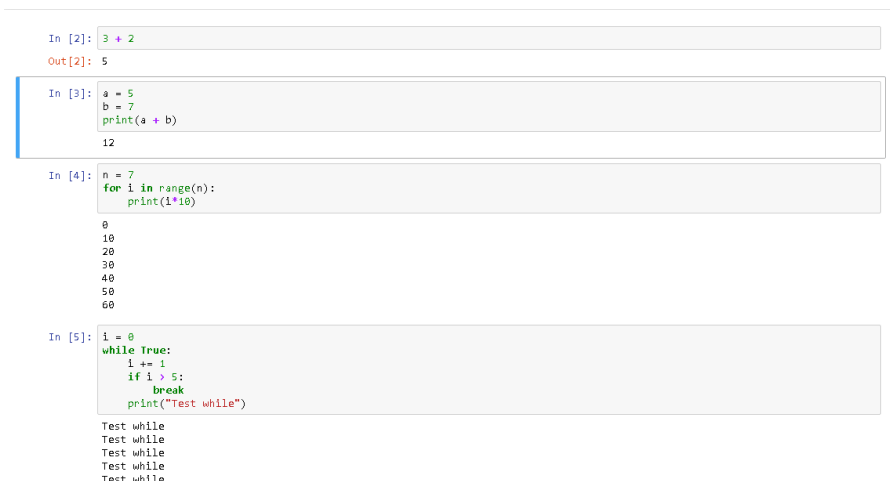 In [2]: 3 + 2
Out[2]: 5
In [3]: a = 5
b = 7
print(a + b)
12
In [4]: n = 7
for i in range(n):
    print(i*10)
0
10
20
30
40
50
60
In [5]: i = 0
while True:
    i += 1
    if i > 5:
        break
    print("Test while")
Test while
Test while
Test while
Test while
Test while